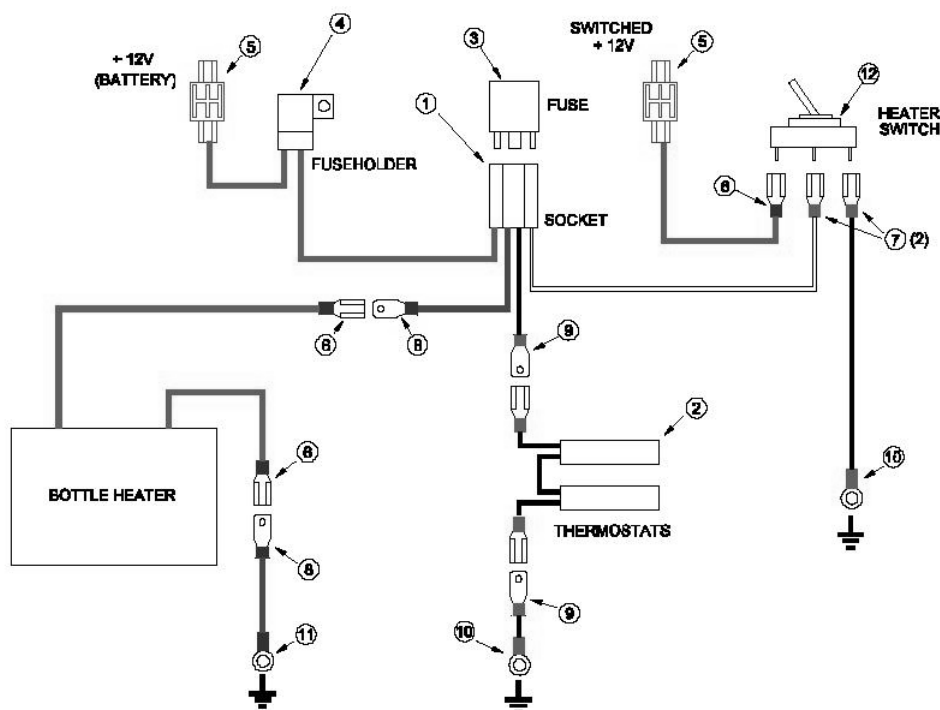 + 12V
(BATTERY)
5
4
FUSEHOLDER
3
FUSE
1
SOCKET
SWITCHED
+ 12V
5
12
HEATER
SWITCH
6
7 (2)
6
8
9
2
THERMOSTATS
10
BOTTLE HEATER
6
8
11
9
10